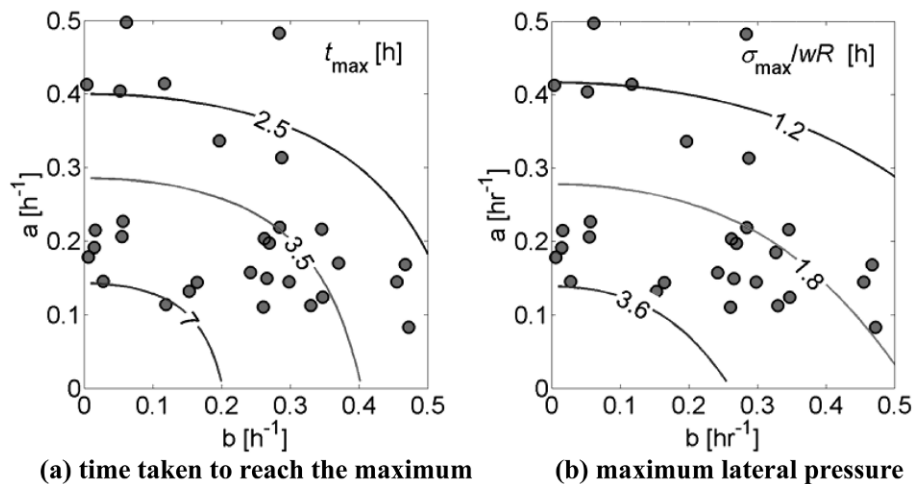 0.5
0.4
0.3
0.2
0.1
0
a [h⁻¹]
t_max [h]
2.5
3.5
7
0 0.1 0.2 0.3 0.4 0.5
b [h⁻¹]
(a) time taken to reach the maximum
0.5
0.4
0.3
0.2
0.1
0
a [hr⁻¹]
σ_max/wR [h]
1.2
1.8
3.6
0 0.1 0.2 0.3 0.4 0.5
b [hr⁻¹]
(b) maximum lateral pressure